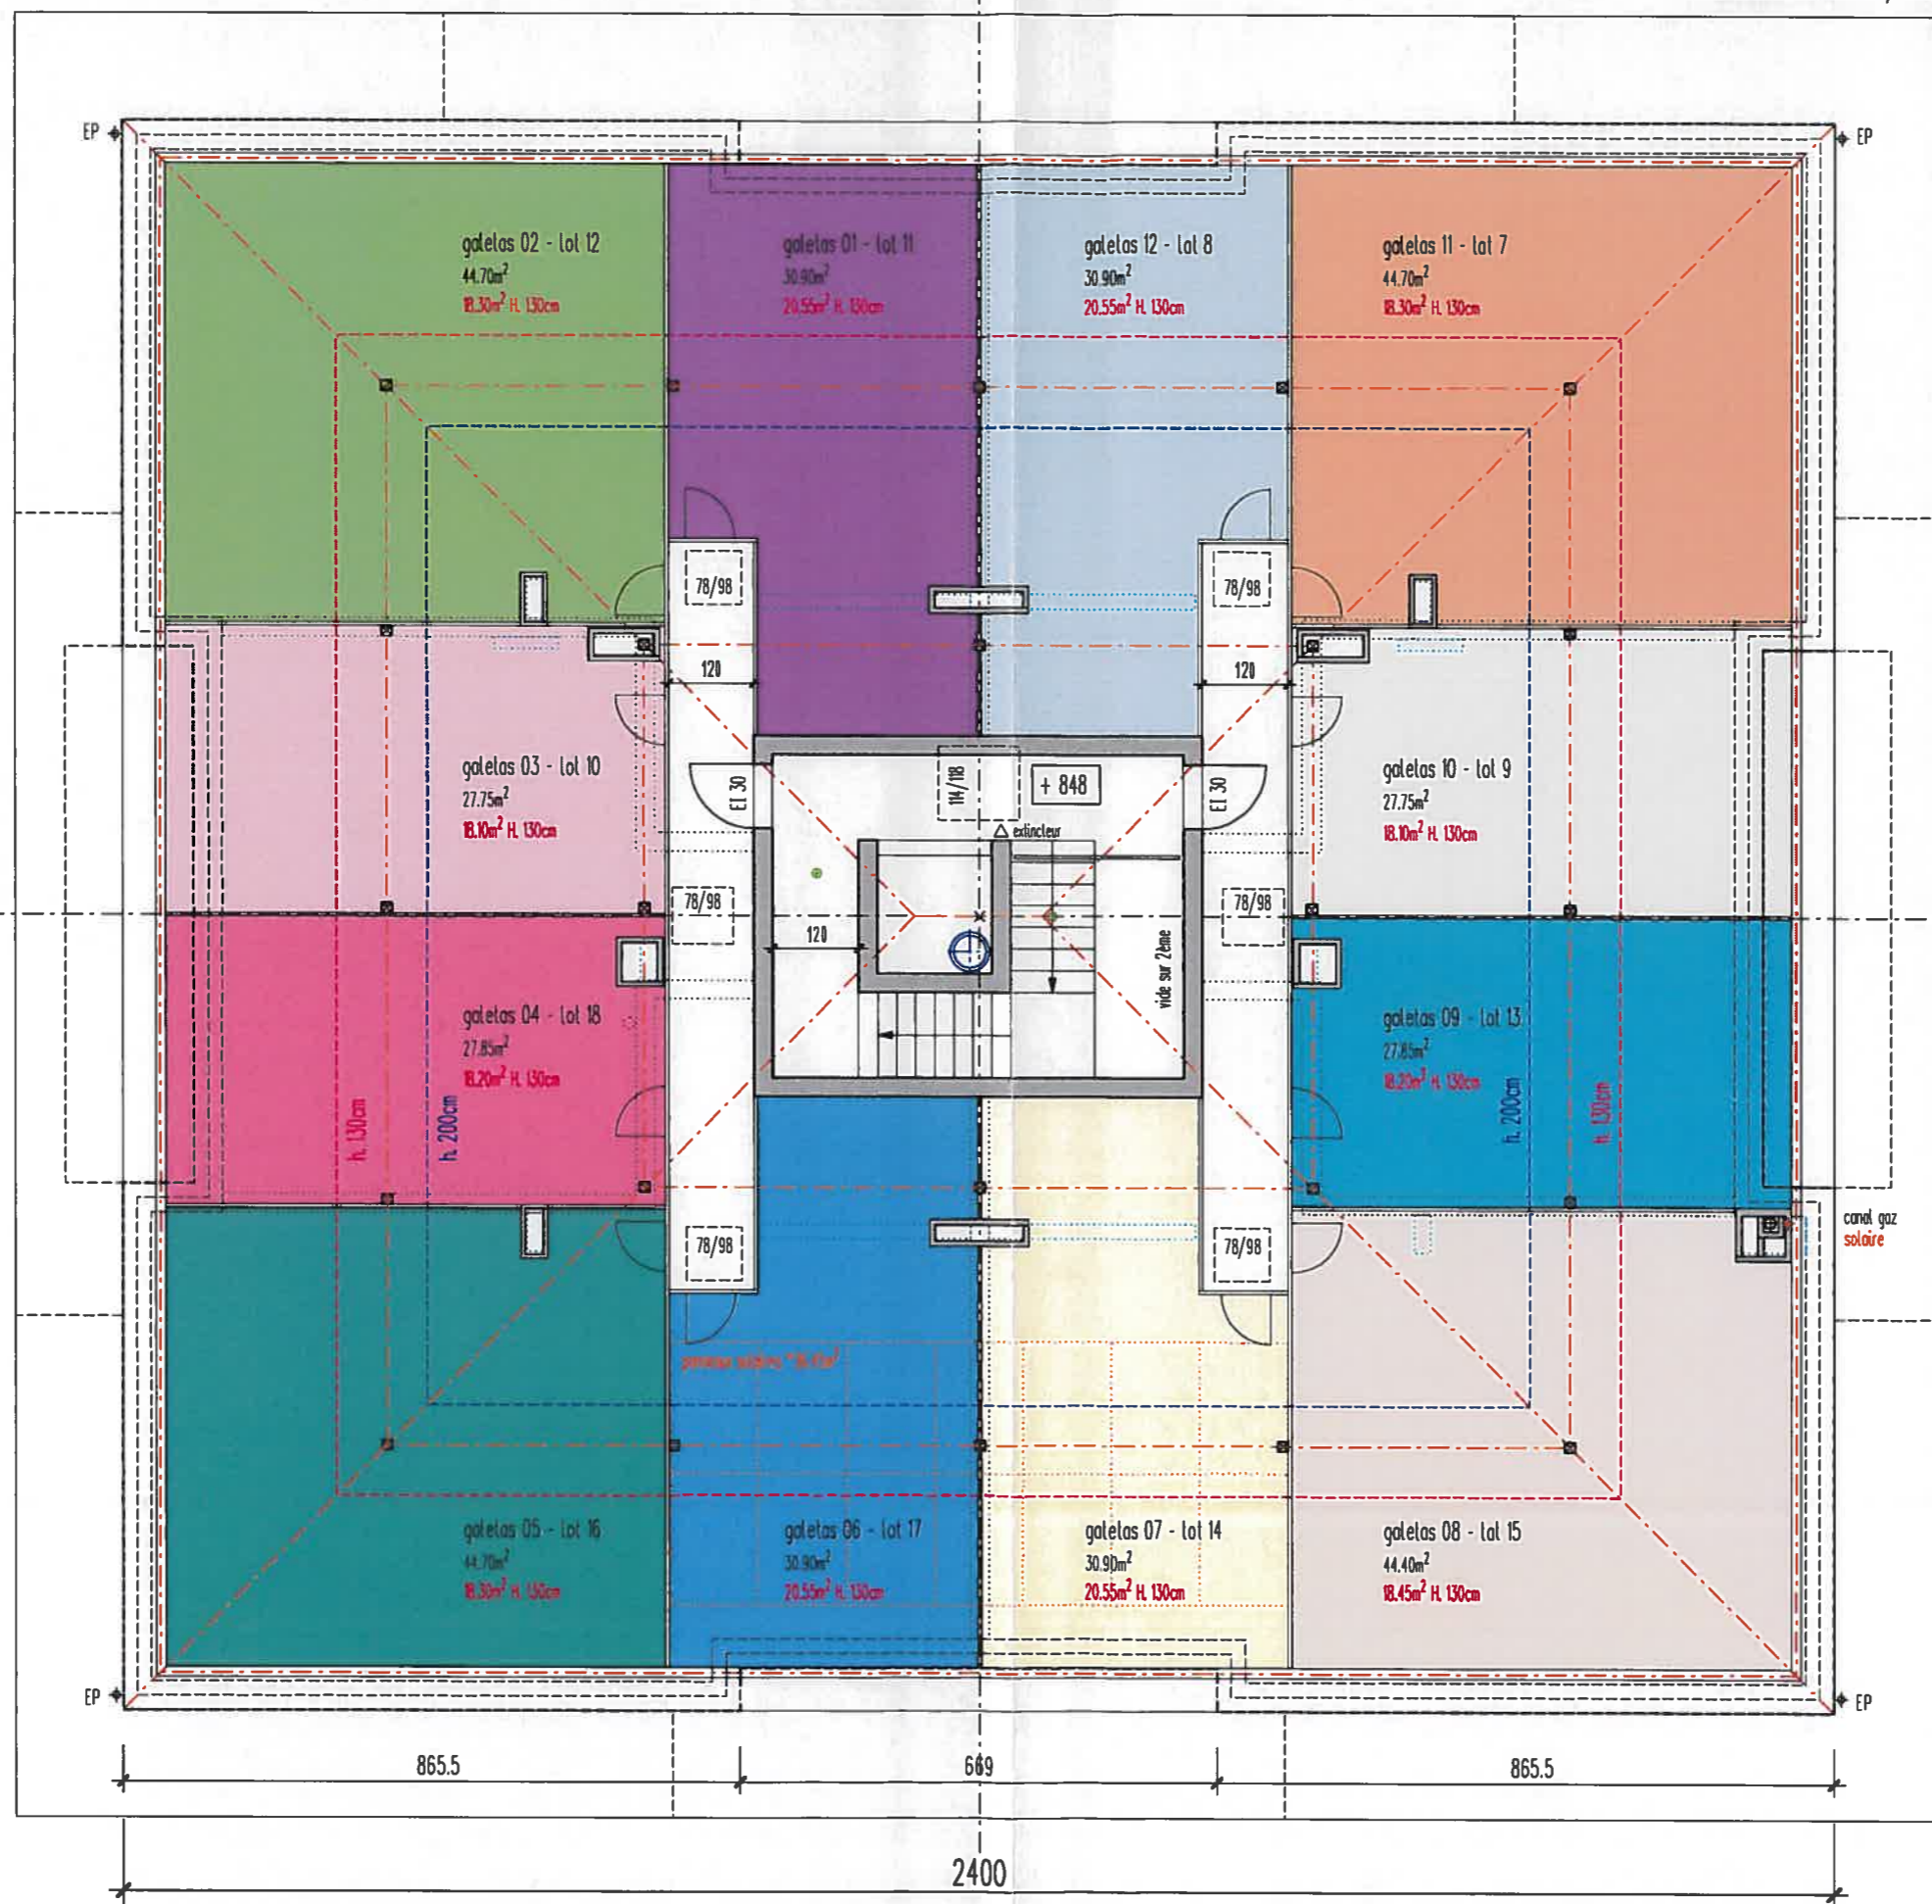 EP
EP
galetas 02 - lot 12
44.70m²
18.30m² H. 130cm
galetas 01 - lot 11
30.90m²
20.55m² H. 130cm
galetas 12 - lot 8
30.90m²
20.55m² H. 130cm
galetas 11 - lot 7
44.70m²
18.30m² H. 130cm
78/98
78/98
120
120
galetas 03 - lot 10
27.75m²
18.10m² H. 130cm
EI 30
114/118
+ 848
EI 30
extincteur
galetas 10 - lot 9
27.75m²
18.10m² H. 130cm
78/98
78/98
120
vide sur 2ème
galetas 04 - lot 18
27.85m²
18.20m² H. 130cm
h. 130cm
h. 200cm
galetas 09 - lot 13
27.85m²
18.20m² H. 130cm
h. 200cm
h. 130cm
78/98
78/98
canal gaz
solaire
panneaux solaires
galetas 05 - lot 16
44.70m²
18.30m² H. 130cm
galetas 06 - lot 17
30.90m²
20.55m² H. 130cm
galetas 07 - lot 14
30.90m²
20.55m² H. 130cm
galetas 08 - lot 15
44.40m²
18.45m² H. 130cm
EP
EP
865.5
669
865.5
2400